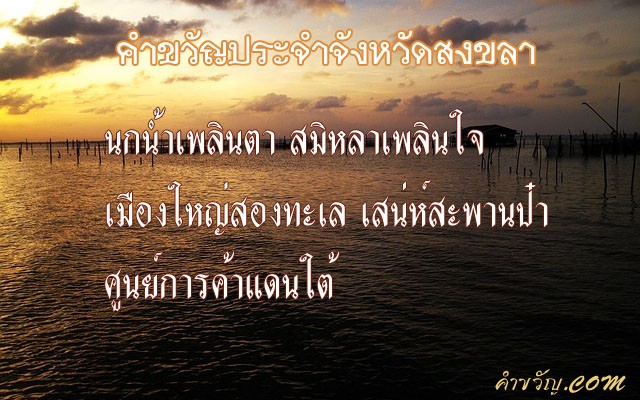 คำขวัญประจำจังหวัดสงขลา
นกน้ำเพลินตา สมิหลาเพลินใจ
เมืองใหญ่สองทะเล เสน่ห์สะพานป๋า
ศูนย์การค้าแดนใต้
คำขวัญ.com